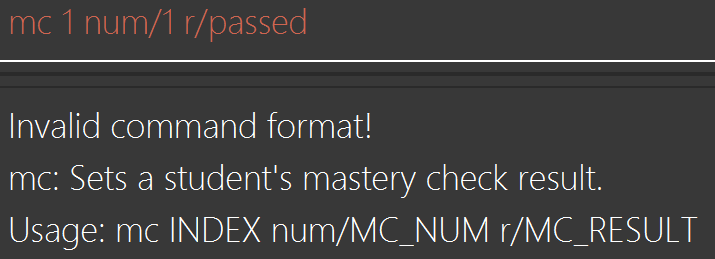 mc 1 num/1 r/passed
Invalid command format!
mc: Sets a student's mastery check result.
Usage: mc INDEX num/MC_NUM r/MC_RESULT